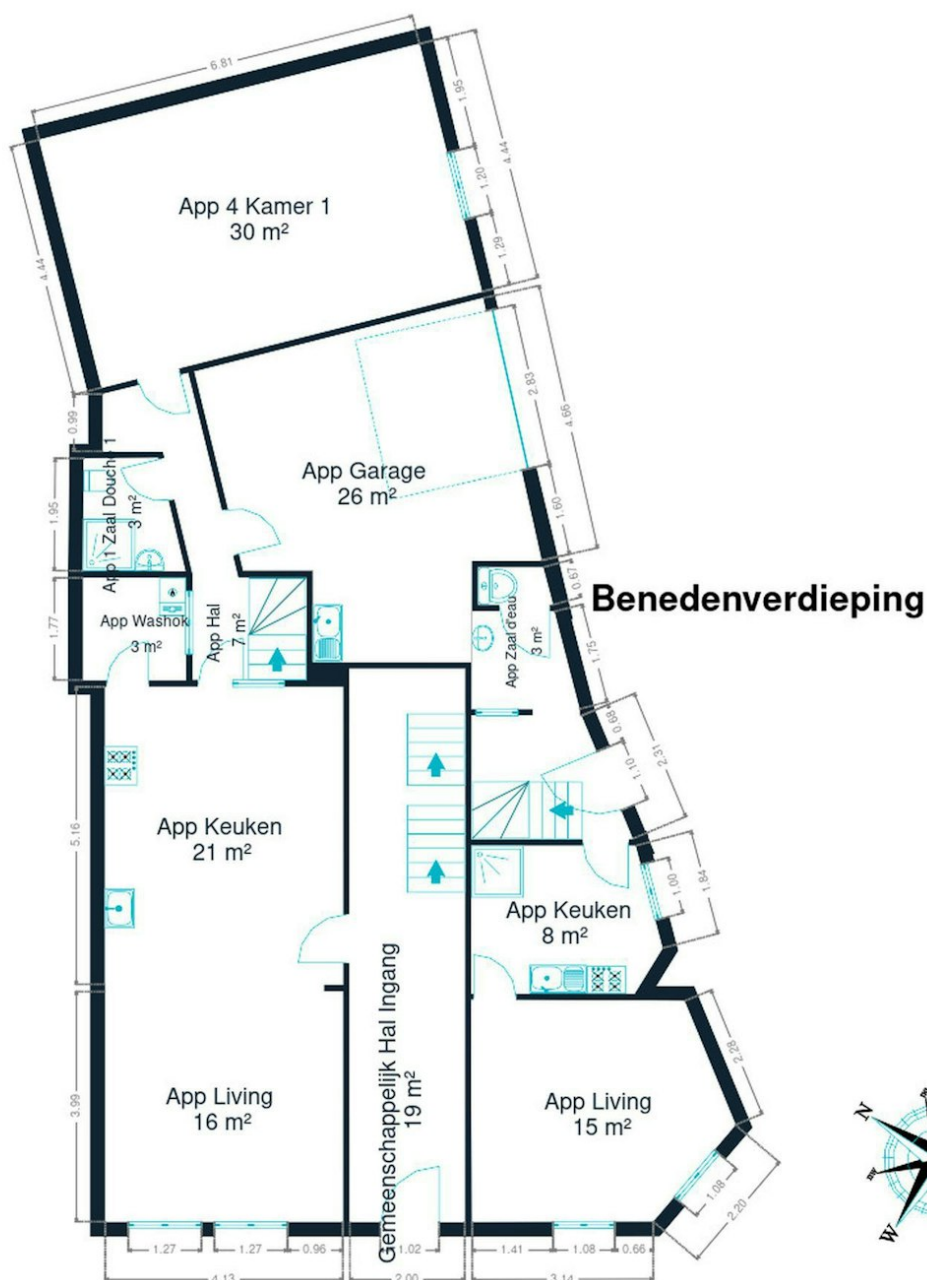 6.81
1.95
4.44
1.20
1.29
App 4 Kamer 1
30 m²
4.44
0.99
2.83
4.66
1.60
App Garage
26 m²
App 1 Zaal Douche 1
3 m²
1.95
1.77
App Washok
3 m²
App Hal
7 m²
App Zaal d'eau
3 m²
0.67
Benedenverdieping
1.75
0.68
1.10
2.31
App Keuken
21 m²
5.16
1.00
1.84
App Keuken
8 m²
Gemeenschappelijk Hal Ingang
19 m²
3.99
App Living
16 m²
App Living
15 m²
2.28
1.08
2.20
N
W
1.27
1.27
0.96
1.02
1.41
1.08
0.66
4.13
2.00
3.14